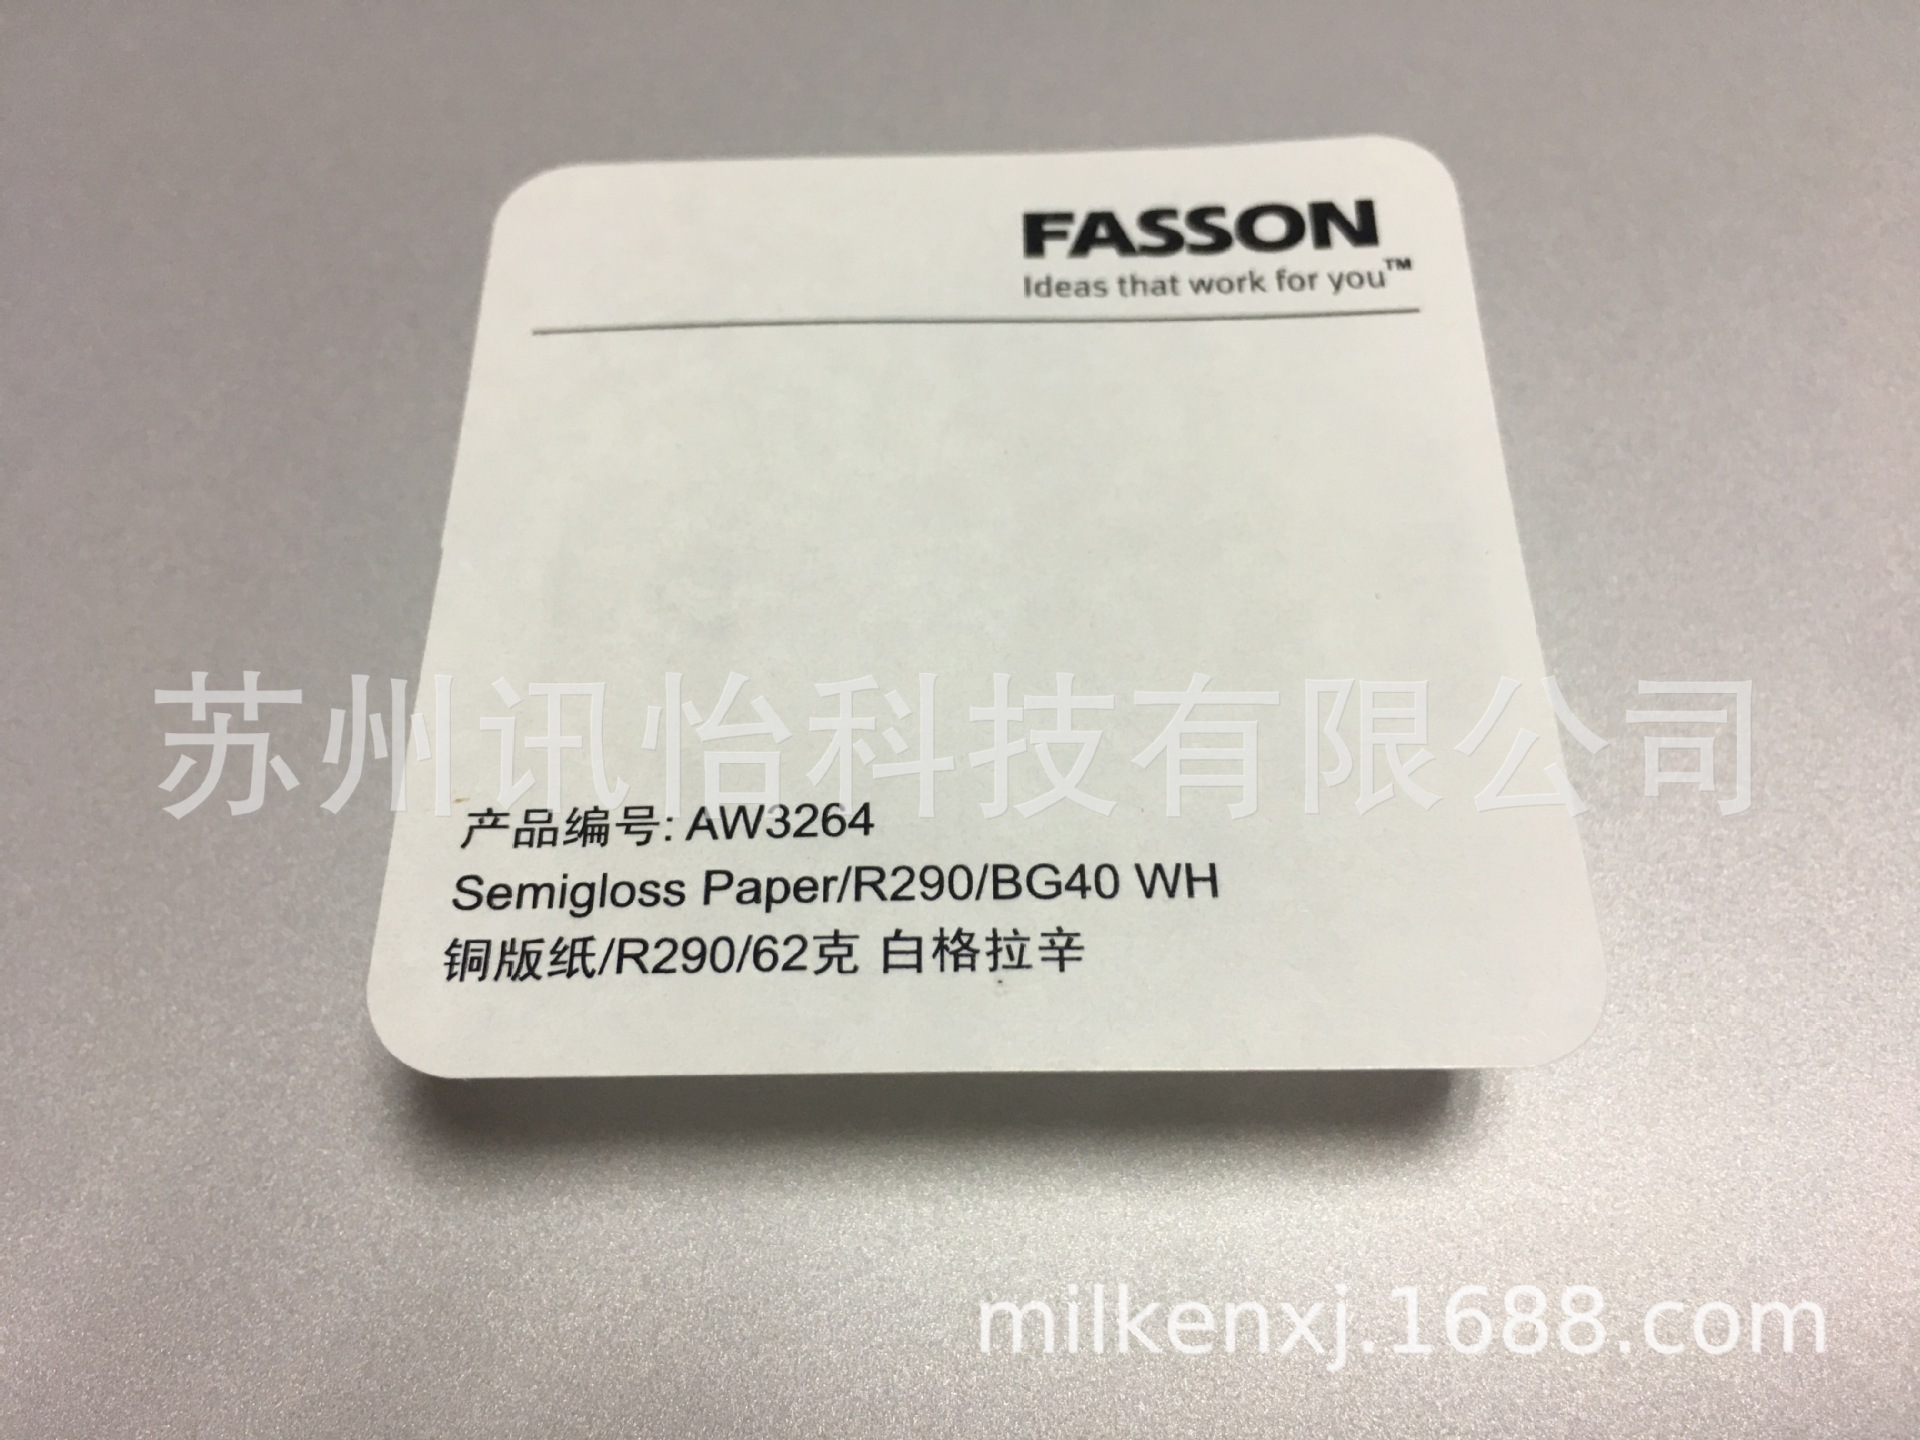 FASSON
Ideas that work for you™
苏州讯怡科技有限公司
产品编号: AW3264
Semigloss Paper/R290/BG40 WH
铜版纸/R290/62克 白格拉辛
milkenxj.1688.com